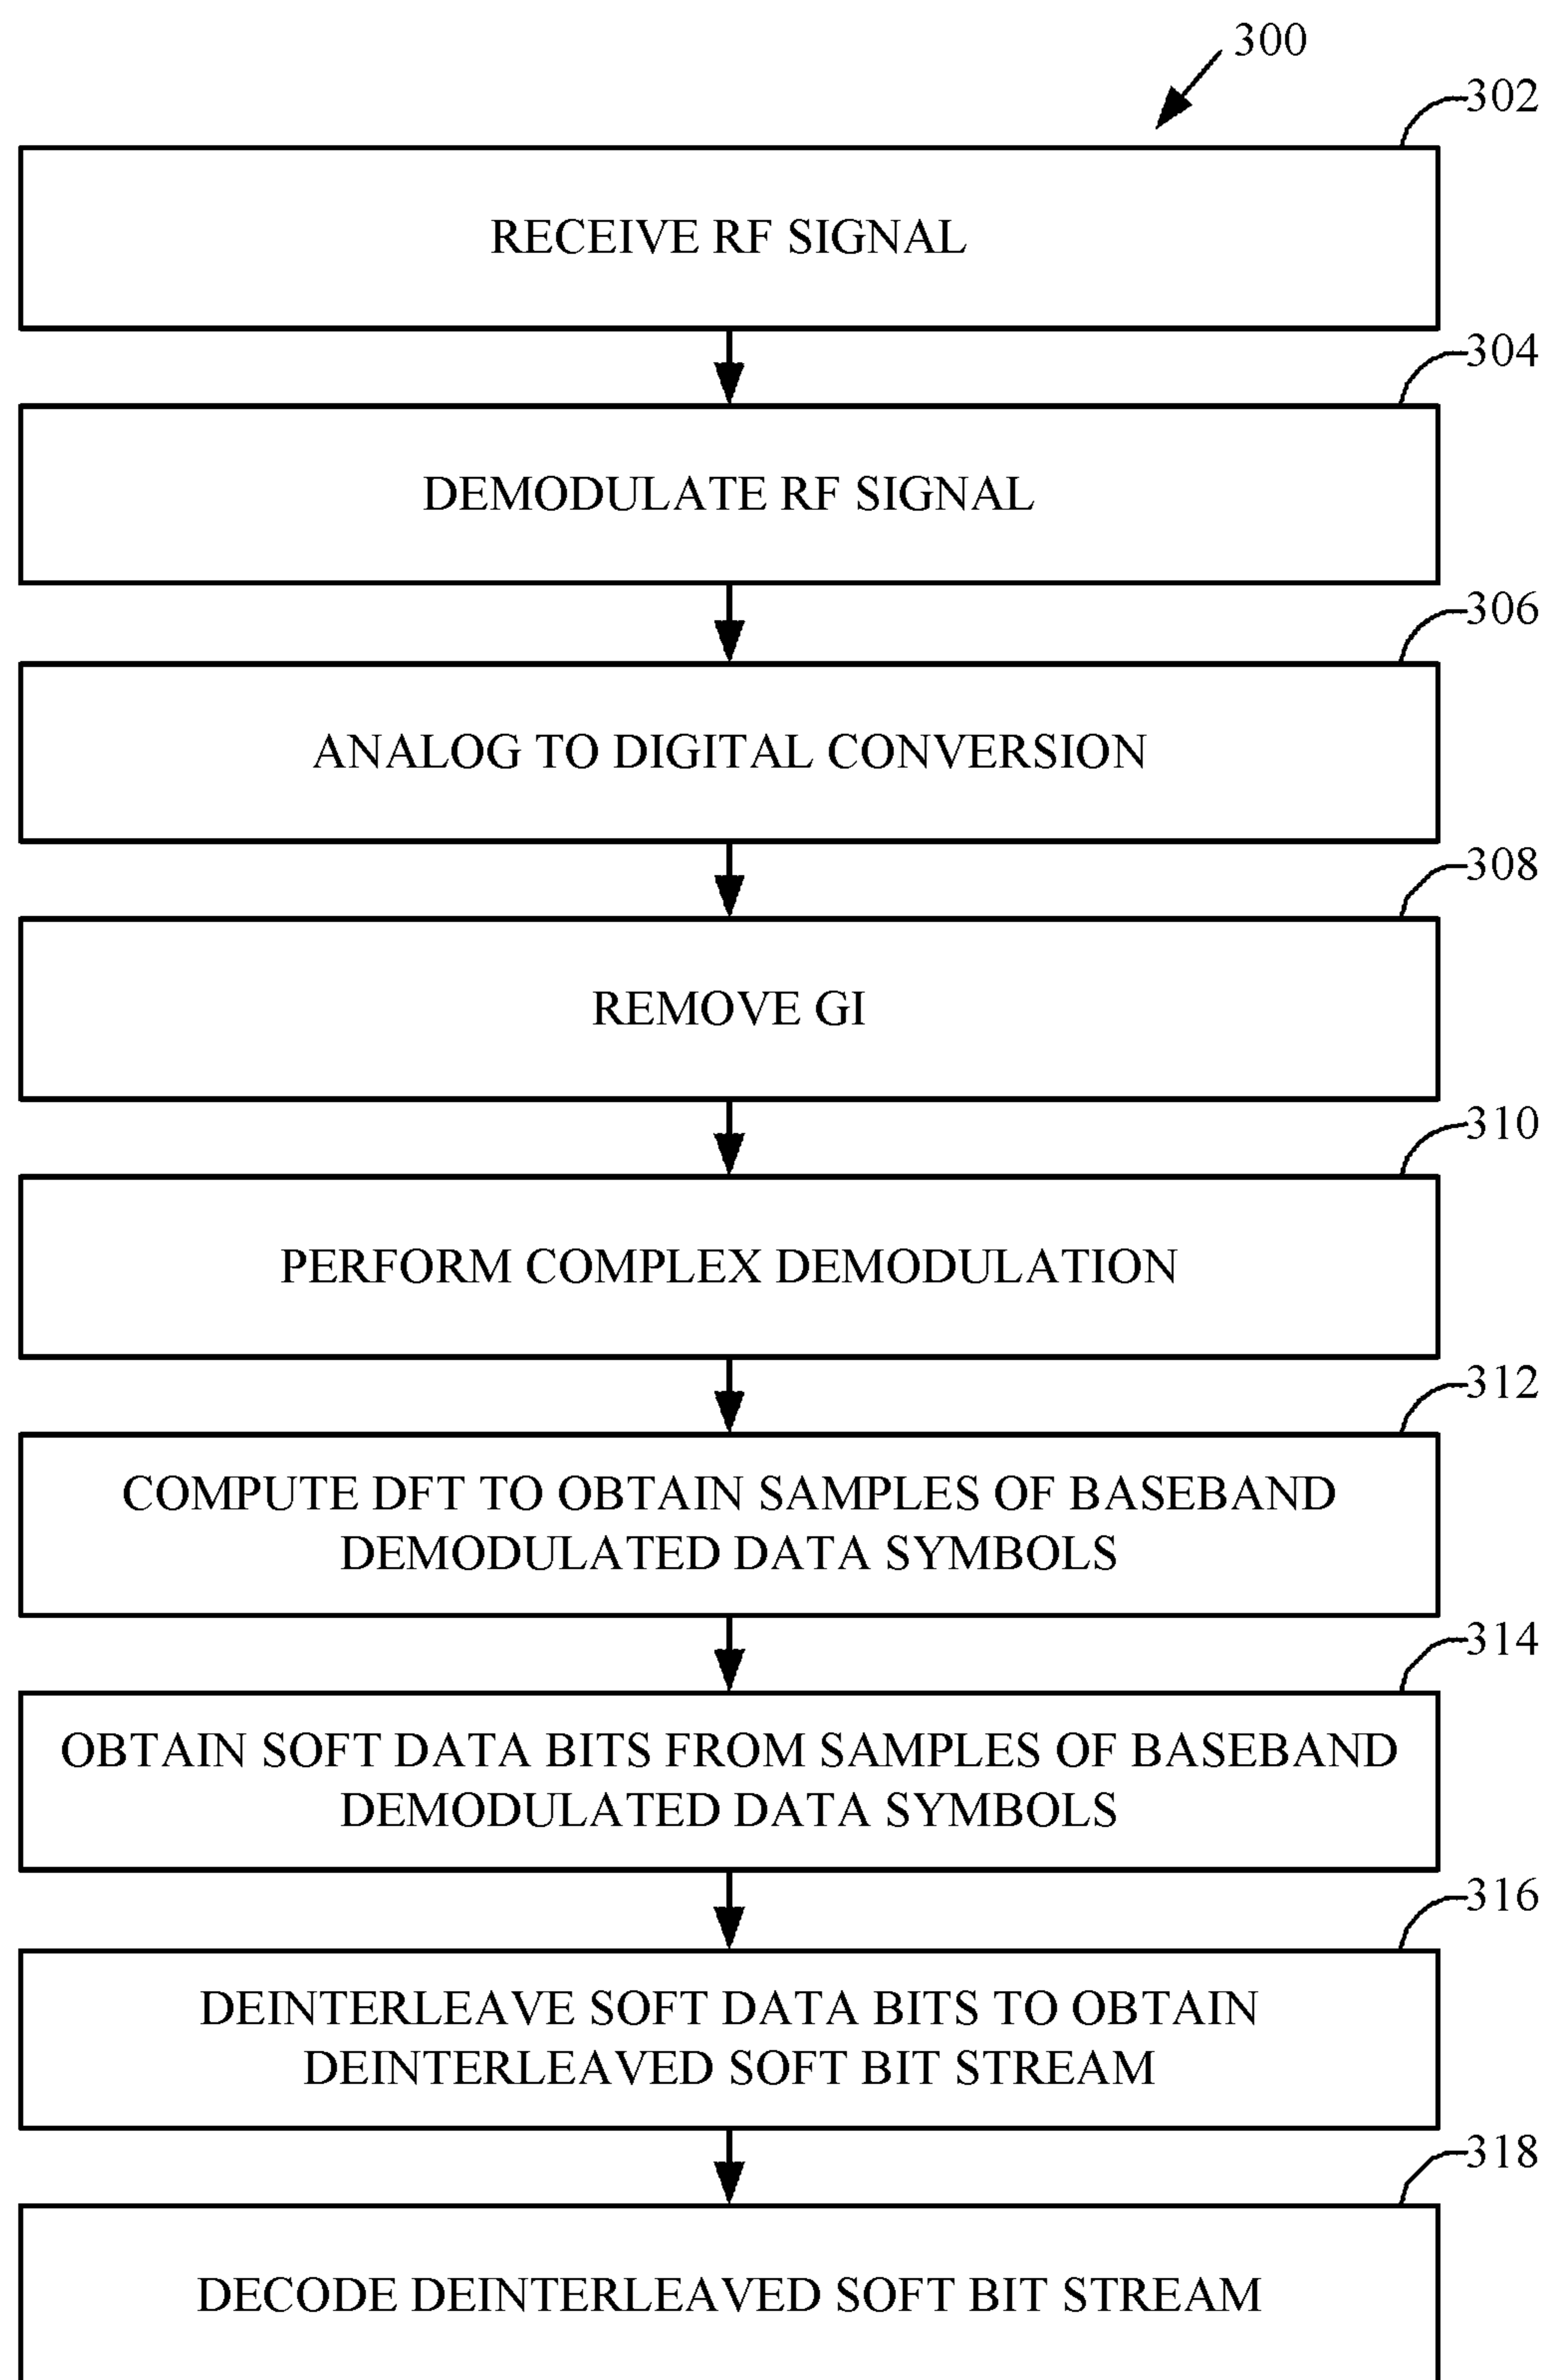 300
302
RECEIVE RF SIGNAL
304
DEMODULATE RF SIGNAL
306
ANALOG TO DIGITAL CONVERSION
308
REMOVE GI
310
PERFORM COMPLEX DEMODULATION
312
COMPUTE DFT TO OBTAIN SAMPLES OF BASEBAND
DEMODULATED DATA SYMBOLS
314
OBTAIN SOFT DATA BITS FROM SAMPLES OF BASEBAND
DEMODULATED DATA SYMBOLS
316
DEINTERLEAVE SOFT DATA BITS TO OBTAIN
DEINTERLEAVED SOFT BIT STREAM
318
DECODE DEINTERLEAVED SOFT BIT STREAM